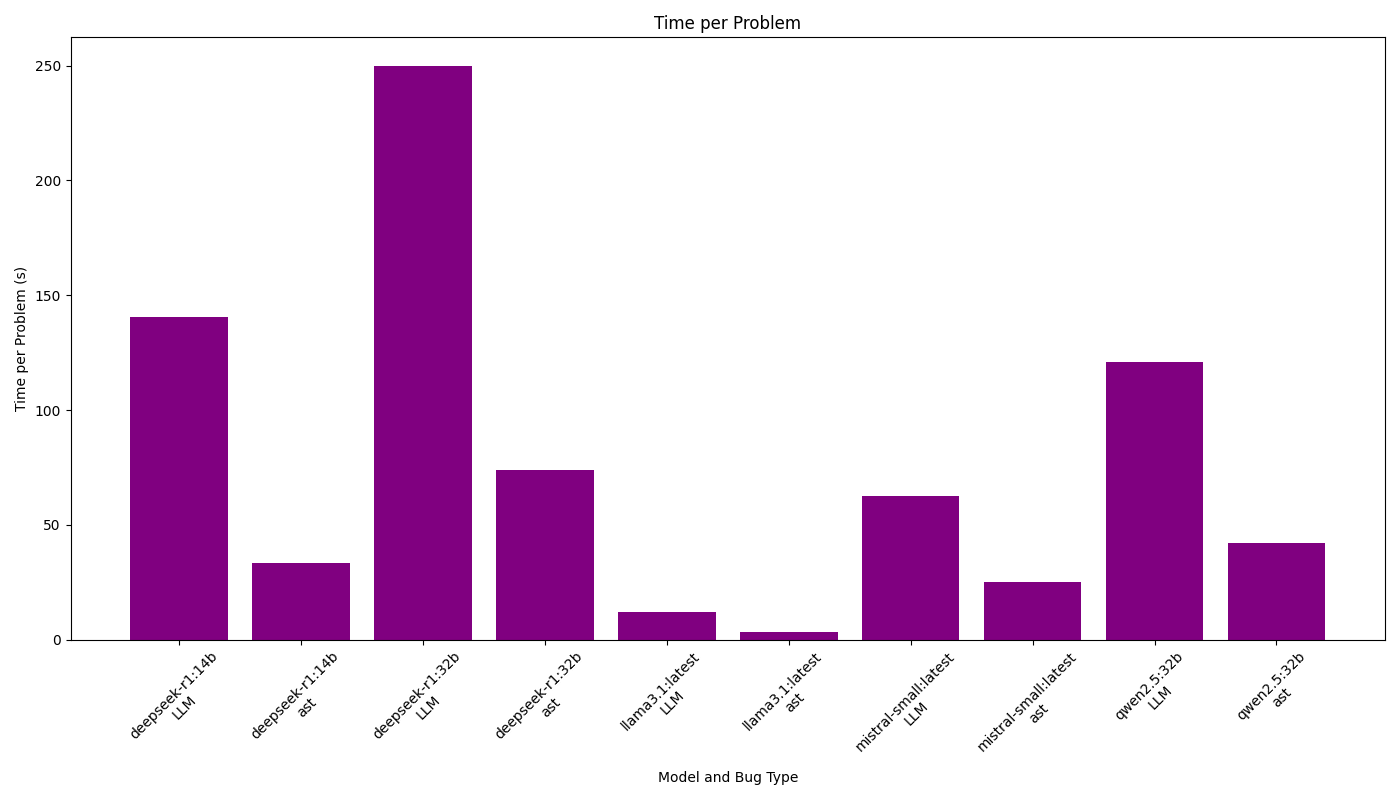 Time per Problem
Time per Problem (s)
250
200
150
100
50
0
deepseek-r1:14b
LLM
deepseek-r1:14b
ast
deepseek-r1:32b
LLM
deepseek-r1:32b
ast
llama3.1:latest
LLM
llama3.1:latest
ast
mistral-small:latest
LLM
mistral-small:latest
ast
qwen2.5:32b
LLM
qwen2.5:32b
ast
Model and Bug Type